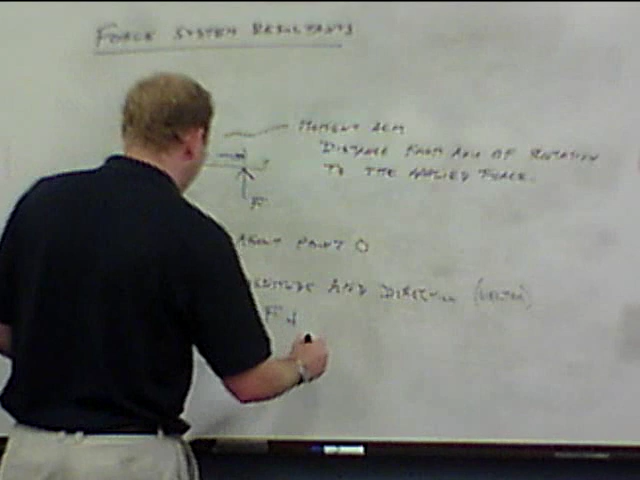 FORCE SYSTEM RESULTANTS
MOMENT ARM
DISTANCE FROM AXIS OF ROTATION
TO THE APPLIED FORCE.
F
ABOUT POINT O
AND DIRECTION (VECTOR)
F d